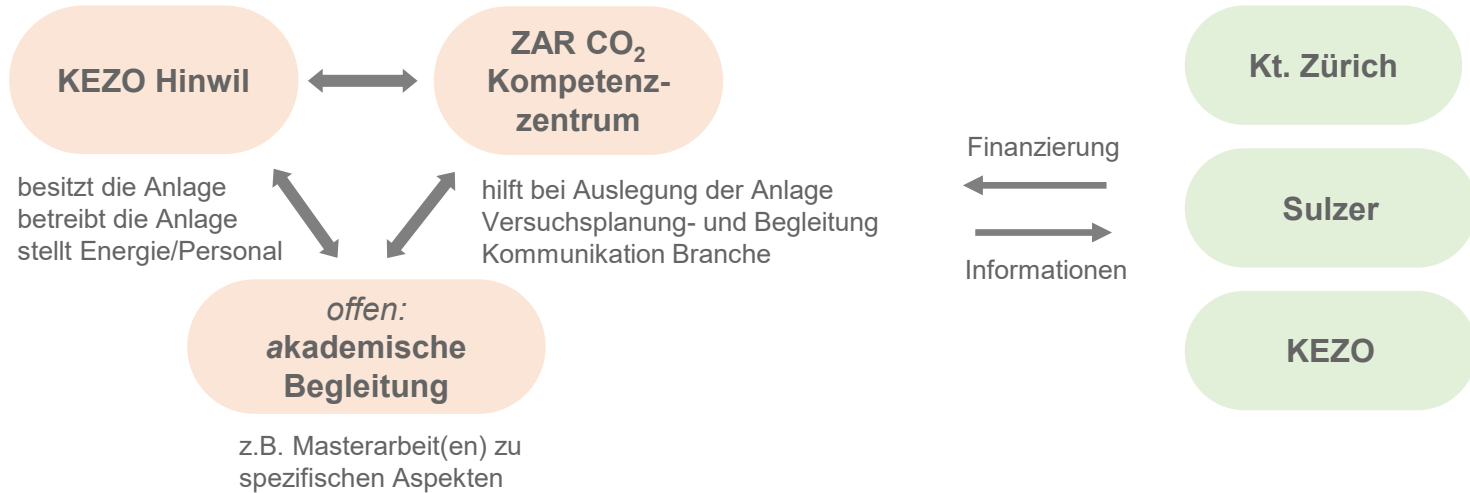 KEZO Hinwil
ZAR CO₂
Kompetenz-
zentrum
besitzt die Anlage
betreibt die Anlage
stellt Energie/Personal
hilft bei Auslegung der Anlage
Versuchsplanung- und Begleitung
Kommunikation Branche
offen:
akademische
Begleitung
z.B. Masterarbeit(en) zu
spezifischen Aspekten
Finanzierung
Informationen
Kt. Zürich
Sulzer
KEZO